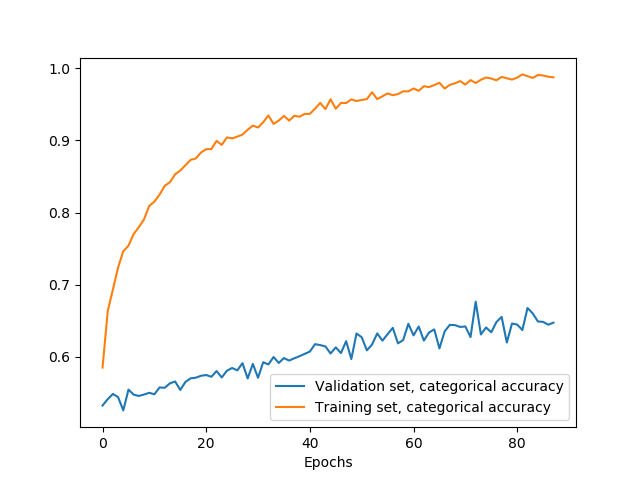 1.0
0.9
0.8
0.7
0.6
Validation set, categorical accuracy
Training set, categorical accuracy
0 20 40 60 80
Epochs